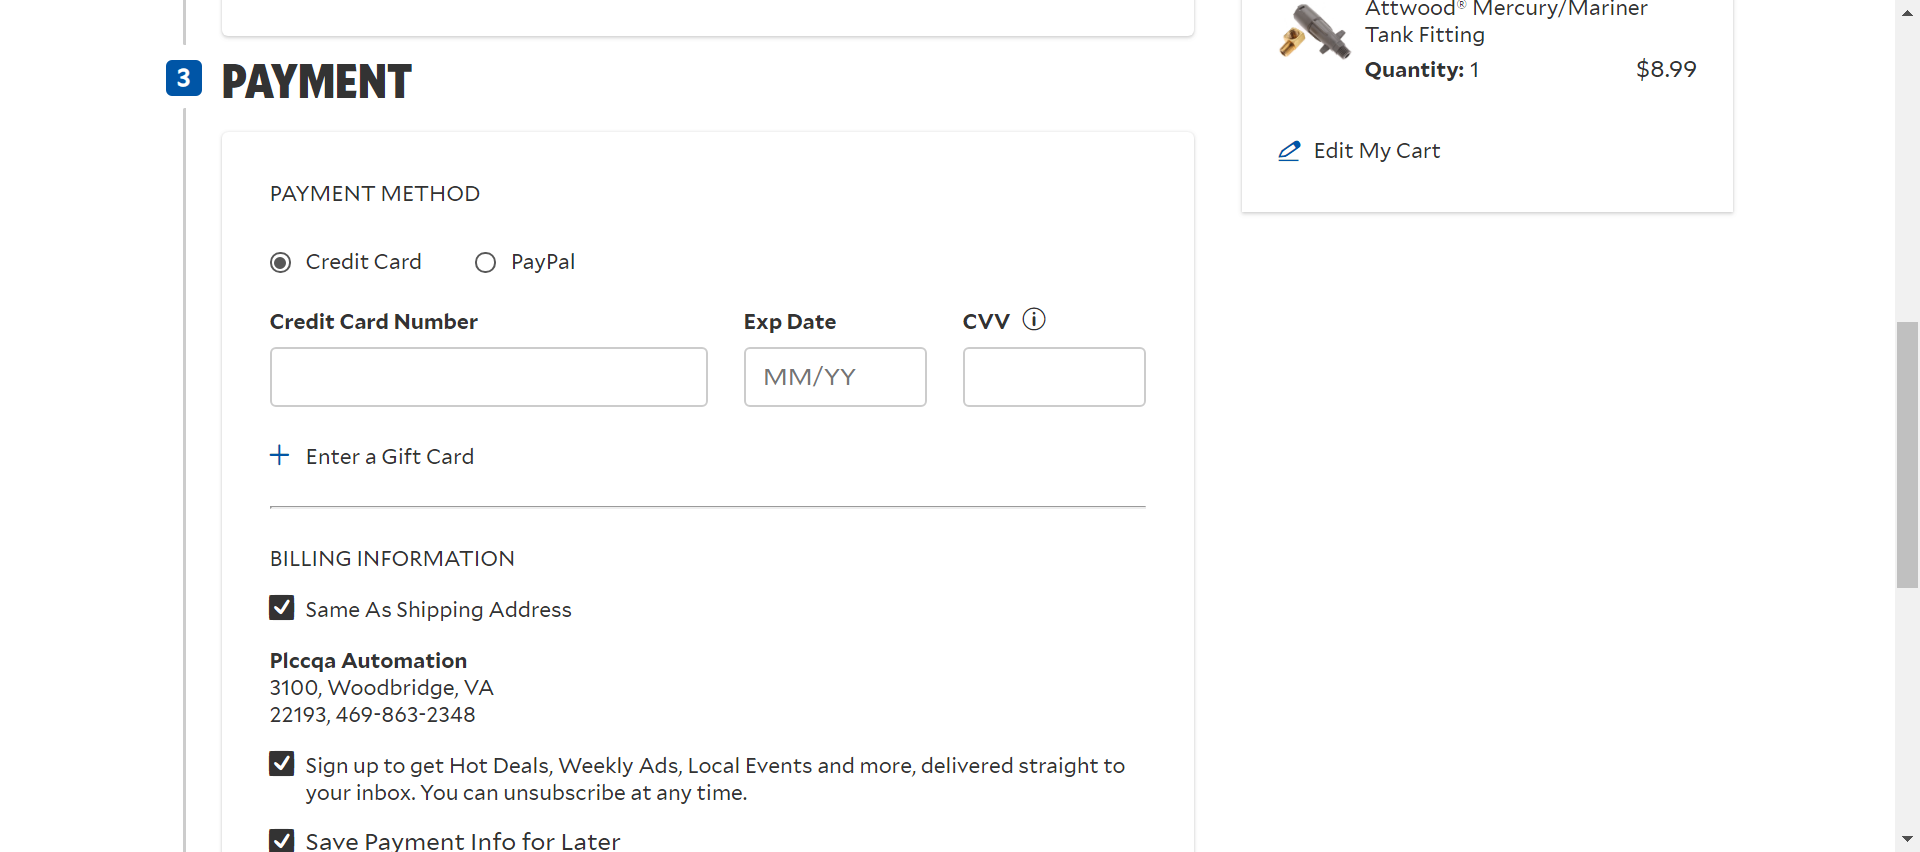 Attwood® Mercury/Mariner
Tank Fitting
Quantity: 1 $8.99
Edit My Cart
3 PAYMENT
PAYMENT METHOD
Credit Card PayPal
Credit Card Number Exp Date CVV
MM/YY
Enter a Gift Card
BILLING INFORMATION
Same As Shipping Address
Plccqa Automation
3100, Woodbridge, VA
22193, 469-863-2348
Sign up to get Hot Deals, Weekly Ads, Local Events and more, delivered straight to
your inbox. You can unsubscribe at any time.
Save Payment Info for Later